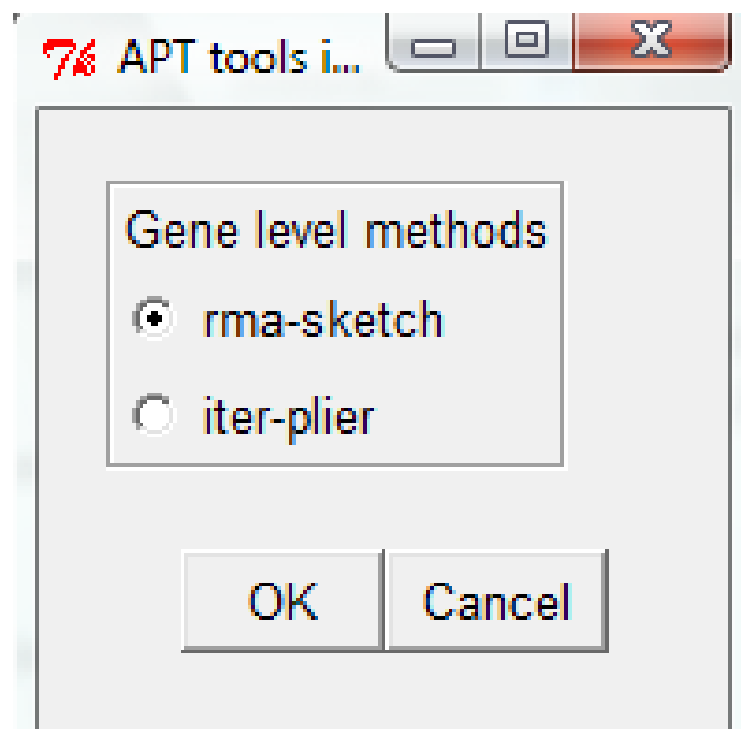 APT tools i...
Gene level methods
rma-sketch
iter-plier
OK
Cancel